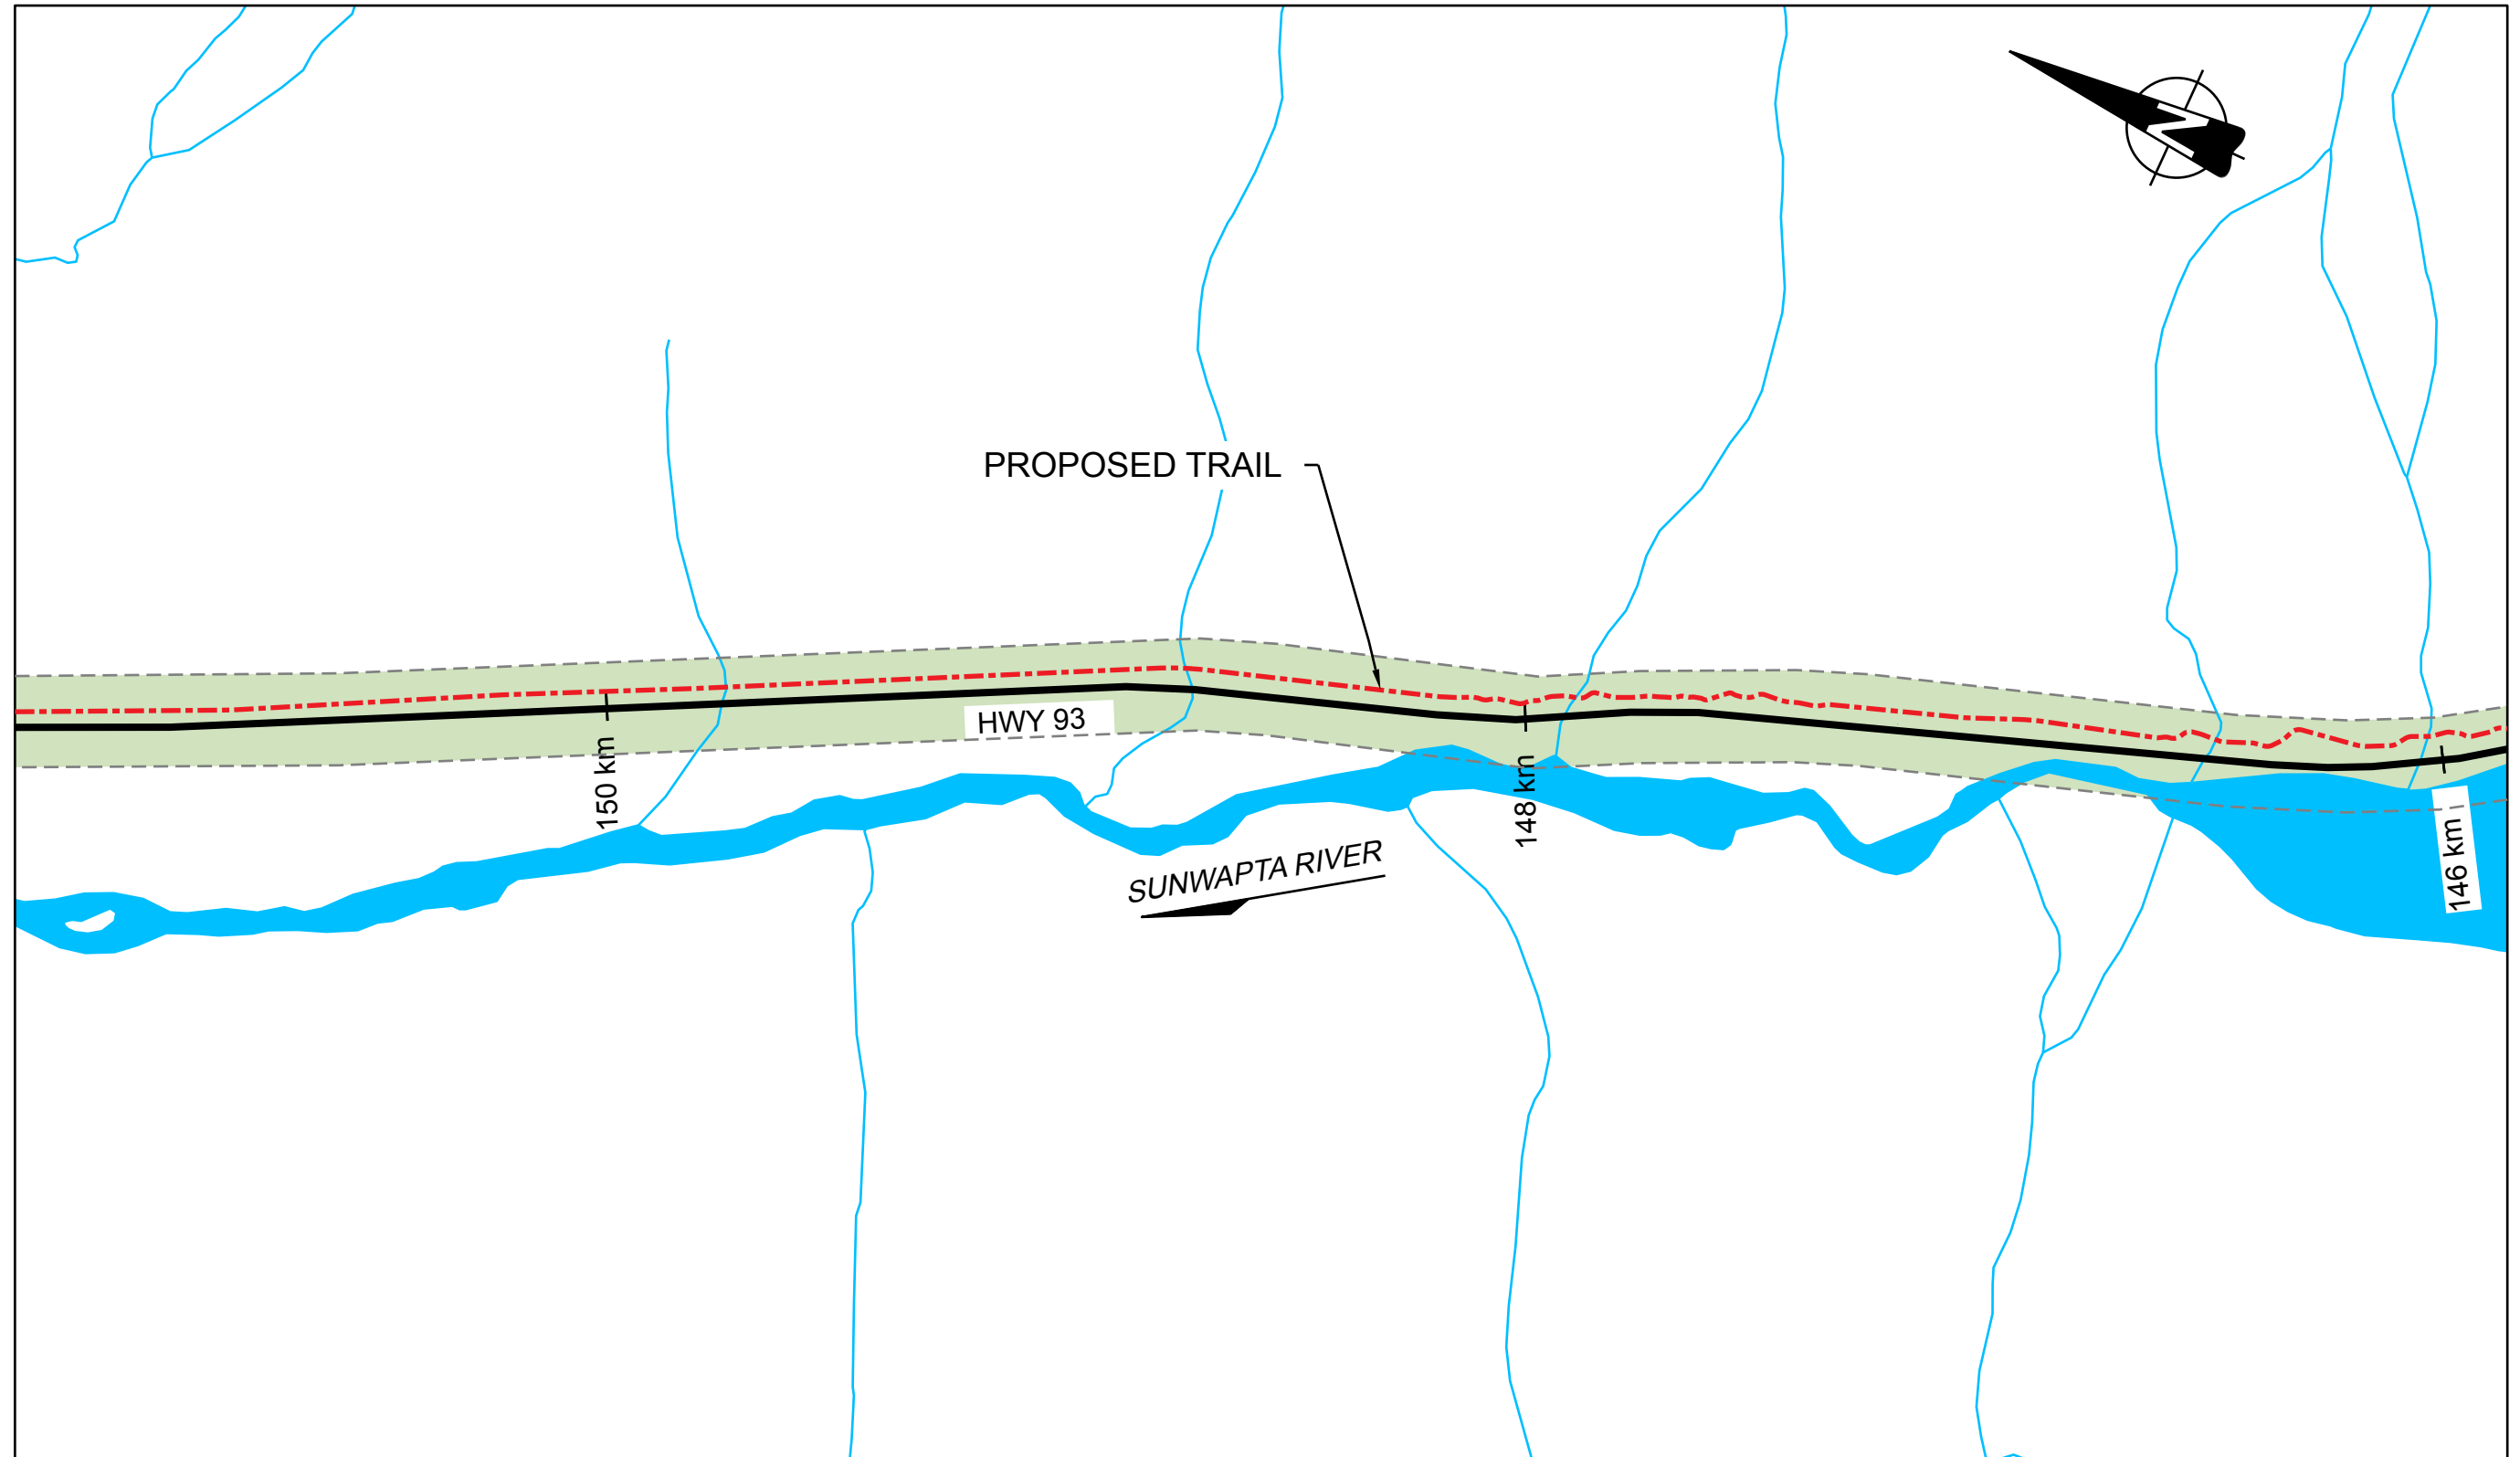 N
PROPOSED TRAIL
HWY 93
150 km
148 km
146 km
SUNWAPTA RIVER